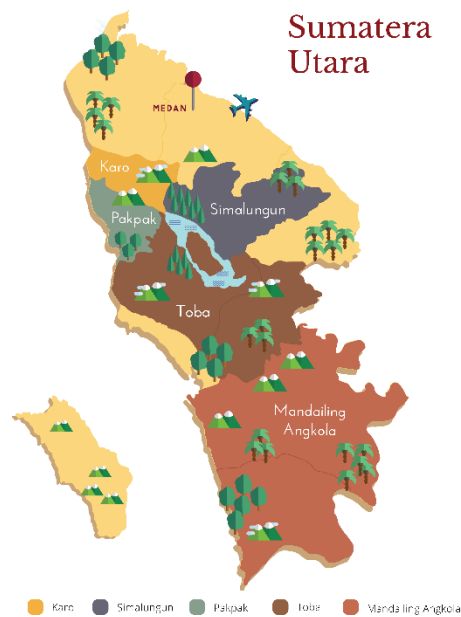 Sumatera
Utara
MEDAN
Karo
Pakpak
Simalungun
Toba
Mandailing
Angkola
Karo
Simalungun
Pakpak
Toba
Mandailing Angkola